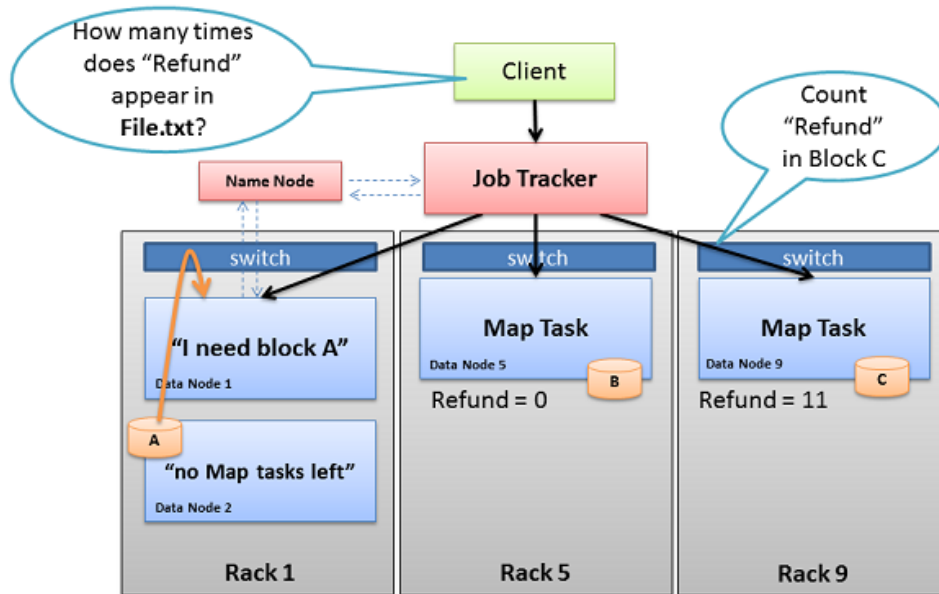 How many times
does “Refund”
appear in
File.txt?
Client
Count
“Refund”
in Block C
Name Node
Job Tracker
switch
switch
switch
“I need block A”
Data Node 1
Map Task
Data Node 5
B
Refund = 0
Map Task
Data Node 9
C
Refund = 11
A
“no Map tasks left”
Data Node 2
Rack 1
Rack 5
Rack 9